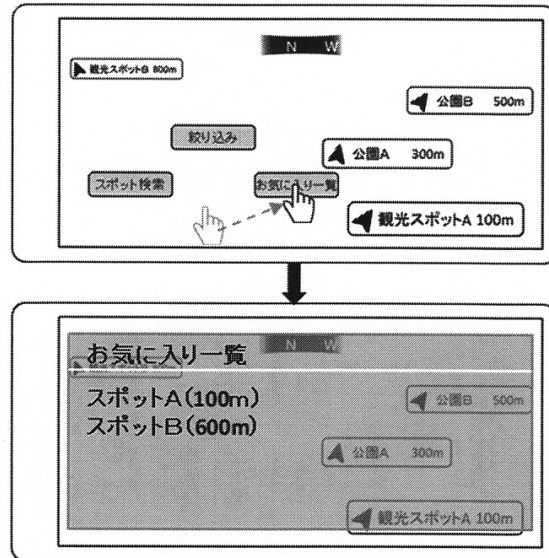 N W
観光スポットB 800m
公園B 500m
絞り込み
公園A 300m
スポット検索
お気に入り一覧
観光スポットA 100m
お気に入り一覧
N W
スポットA(100m)
スポットB(600m)
公園B 500m
公園A 300m
観光スポットA 100m